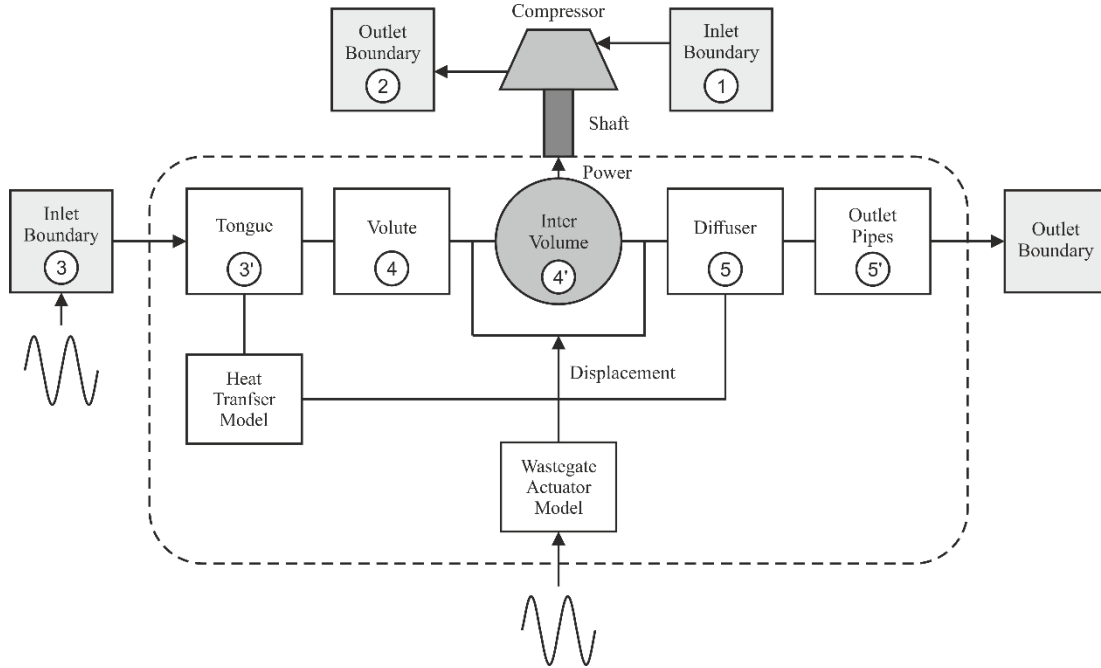 Compressor
Outlet
Boundary
2
Inlet
Boundary
1
Shaft
Power
Inlet
Boundary
3
Tongue
3'
Volute
4
Inter
Volume
4'
Diffuser
5
Outlet
Pipes
5'
Outlet
Boundary
Heat
Tranfser
Model
Displacement
Wastegate
Actuator
Model